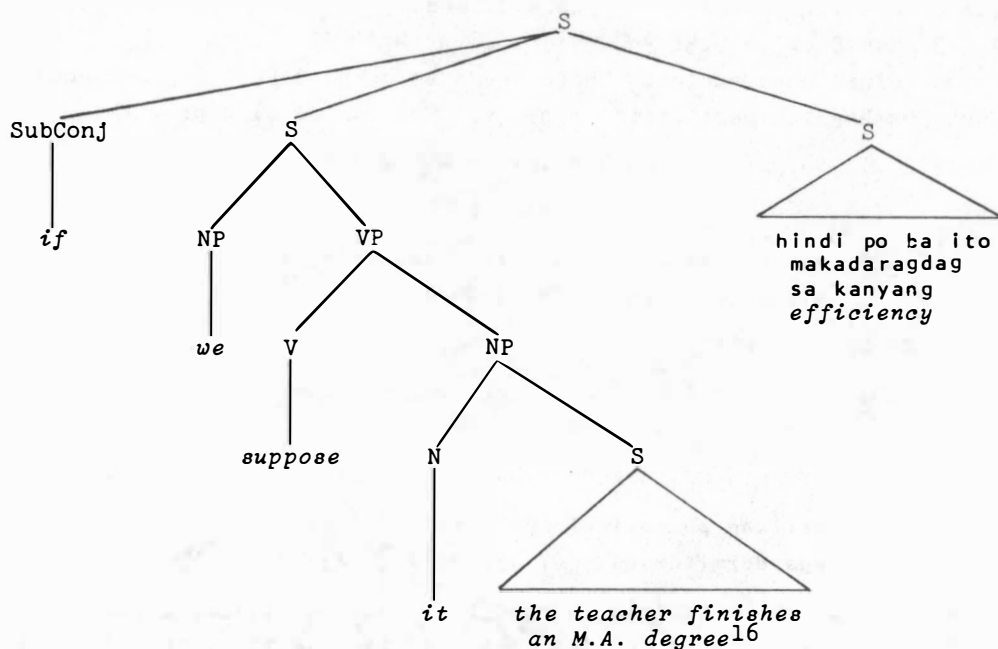 S
SubConj S S
if NP VP hindi po ba ito
makadaragdag
sa kanyang
efficiency
we V NP
suppose N S
it the teacher finishes
an M.A. degree16